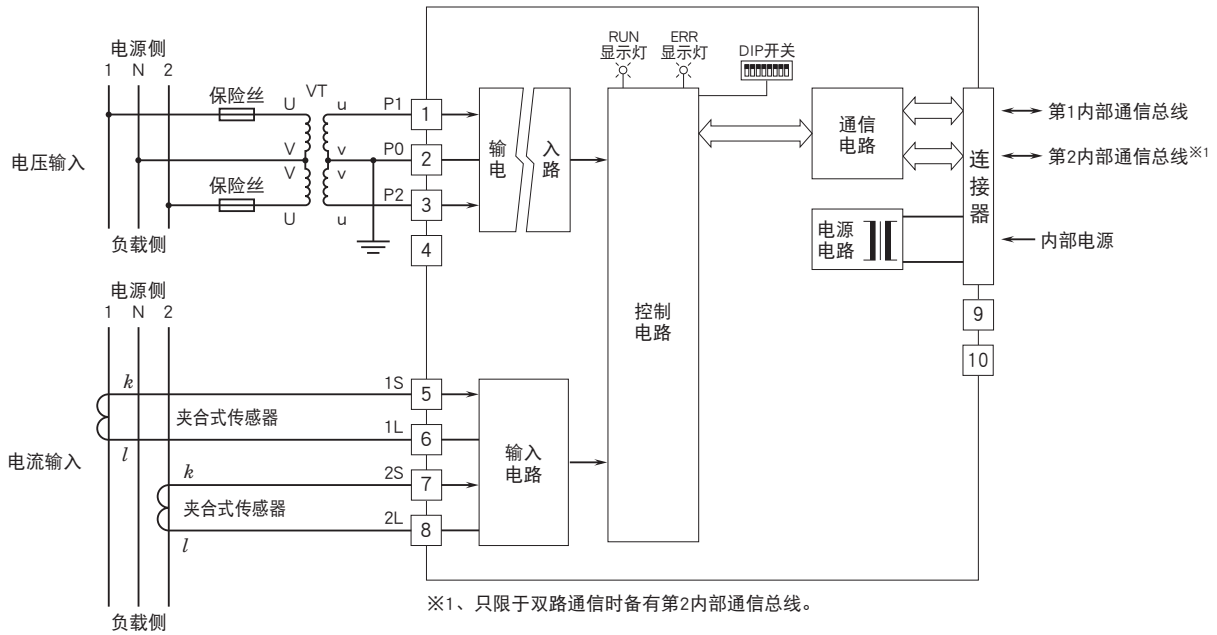 RUN
显示灯
ERR
显示灯
DIP开关
电源侧
1 N 2
保险丝
U VT u P1 1
V v P0 2
V v
保险丝
U u P2 3
4
电压输入
负载侧
输 入
电 路
控制
电路
通信
电路
电源
电路
连接器
第1内部通信总线
第2内部通信总线※1
内部电源
9
10
电源侧
1 N 2
k 1S 5
夹合式传感器
l 1L 6
电流输入
k 2S 7
夹合式传感器
l 2L 8
输入
电路
负载侧
※1、只限于双路通信时备有第2内部通信总线。